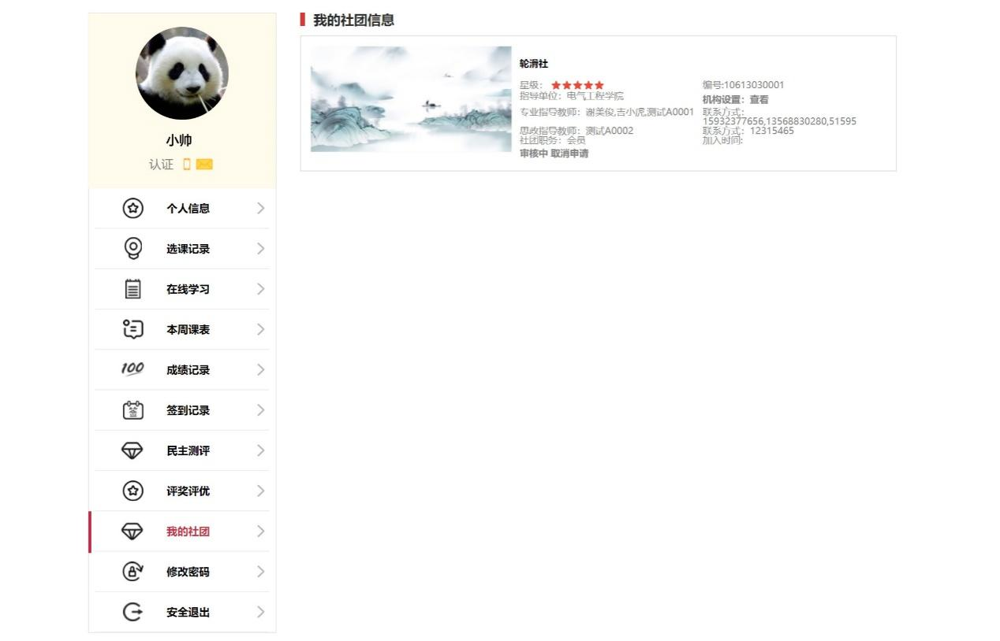 小帅
认证
个人信息
选课记录
在线学习
本周课表
100 成绩记录
签 签到记录
民主测评
评奖评优
我的社团
修改密码
安全退出
我的社团信息
轮滑社
星级：
编号:10613030001
指导单位：电气工程学院
机构设置：查看
专业指导教师：谢美俊,吉小虎,测试A0001
联系方式：
15932377656,13568830280,51595
思政指导教师：测试A0002
联系方式：12315465
社团职务：会员
加入时间:
审核中 取消申请